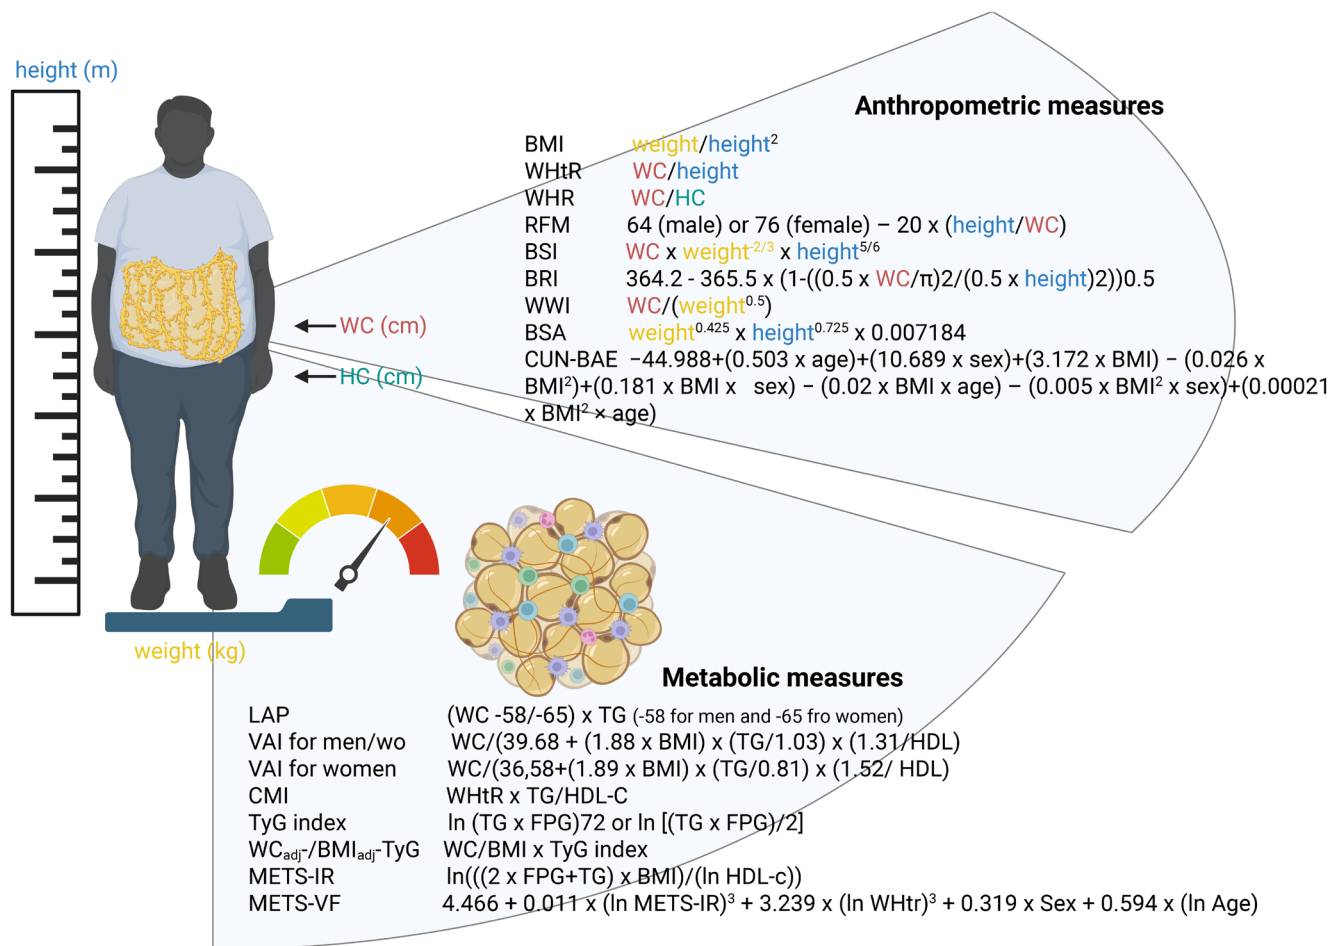 height (m)
Anthropometric measures
BMI weight/height²
WHtR WC/height
WHR WC/HC
RFM 64 (male) or 76 (female) – 20 x (height/WC)
BSI WC x weight⁻²/³ x height⁵/⁶
BRI 364.2 - 365.5 x (1-((0.5 x WC/π)2/(0.5 x height)2))0.5
WWI WC/(weight⁰·⁵)
BSA weight⁰·⁴²⁵ x height⁰·⁷²⁵ x 0.007184
CUN-BAE −44.988+(0.503 x age)+(10.689 x sex)+(3.172 x BMI) − (0.026 x
BMI²)+(0.181 x BMI x sex) − (0.02 x BMI x age) − (0.005 x BMI² x sex)+(0.00021
x BMI² × age)
WC (cm)
HC (cm)
weight (kg)
Metabolic measures
LAP (WC -58/-65) x TG (-58 for men and -65 fro women)
VAI for men/wo WC/(39.68 + (1.88 x BMI) x (TG/1.03) x (1.31/HDL)
VAI for women WC/(36,58+(1.89 x BMI) x (TG/0.81) x (1.52/ HDL)
CMI WHtR x TG/HDL-C
TyG index ln (TG x FPG)72 or ln [(TG x FPG)/2]
WCadj-/BMIadj-TyG WC/BMI x TyG index
METS-IR ln(((2 x FPG+TG) x BMI)/(ln HDL-c))
METS-VF 4.466 + 0.011 x (ln METS-IR)³ + 3.239 x (ln WHtr)³ + 0.319 x Sex + 0.594 x (ln Age)